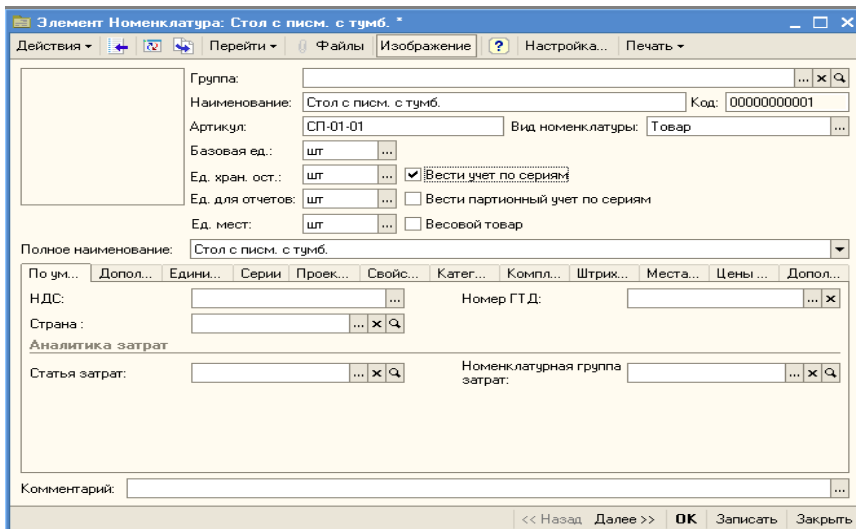 Элемент Номенклатура: Стол с писм. с тумб. *
Действия Перейти Файлы Изображение ? Настройка... Печать
Группа: ...
Наименование: Стол с писм. с тумб. Код: 00000000001
Артикул: СП-01-01 Вид номенклатуры: Товар ...
Базовая ед.: шт ...
Ед. хран. ост.: шт ... Вести учет по сериям
Ед. для отчетов: шт ... Вести партионный учет по сериям
Ед. мест: шт ... Весовой товар
Полное наименование: Стол с писм. с тумб.
По ум... Допол... Едини... Серии Проек... Свойс... Катег... Компл... Штрих... Места... Цены ... Допол...
НДС: ... Номер ГТД: ...
Страна : ...
Аналитика затрат
Статья затрат: ... Номенклатурная группа затрат: ...
Комментарий: ...
<< Назад Далее >> OK Записать Закрыть